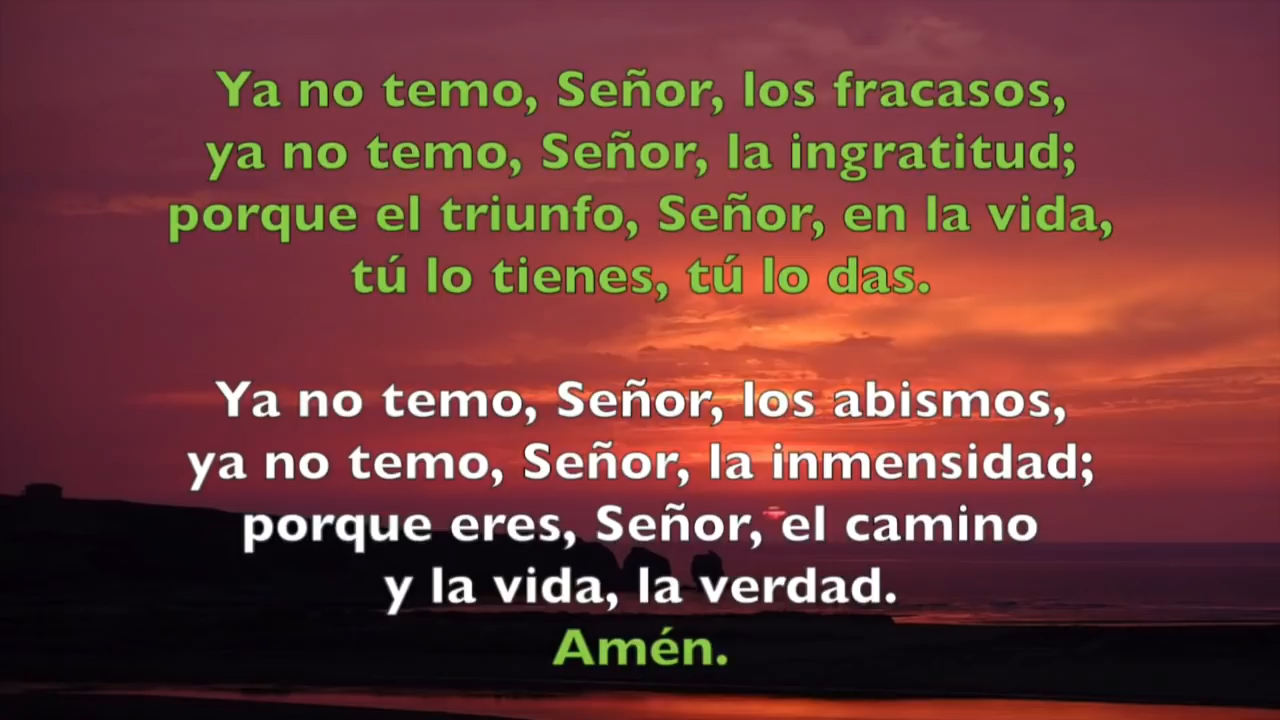 Ya no temo, Señor, los fracasos,
ya no temo, Señor, la ingratitud;
porque el triunfo, Señor, en la vida,
tú lo tienes, tú lo das.
Ya no temo, Señor, los abismos,
ya no temo, Señor, la inmensidad;
porque eres, Señor, el camino
y la vida, la verdad.
Amén.